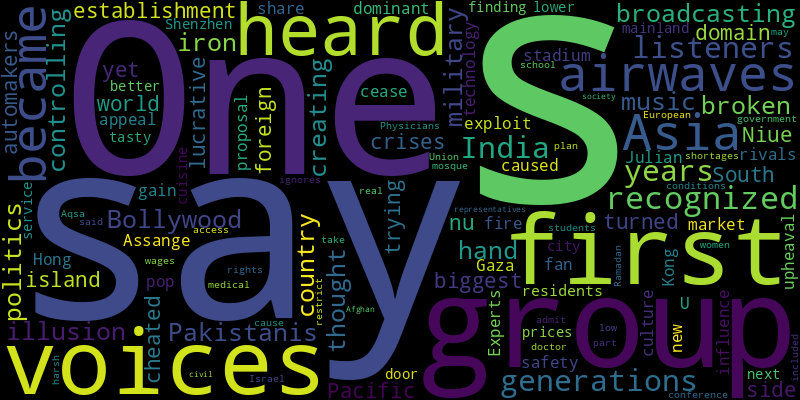 establishment
Shenzhen
share
dominant
finding
lower
mainland
may
broadcasting
automakers
became
controlling
iron
heard
One
S
military
technology
stadium
school
domain
listeners
airwaves
yet
better
world
appeal
tasty
lucrative
proposal
foreign
creating
cease
Physicians
crises
exploit
society
European
music
broken
government
cuisine
Union
mosque
India
caused
plan
Asia
Julian
shortages
Niue
rivals
ignores
say
real
trying
years
South
conditions
recognized
service
gain
Aqsa
said
Bollywood
Assange
access
country
take
thought
representatives
nu
fire
students
turned
market
women
upheaval
politics
Hong
wages
rights
pop
medical
restrict
Afghan
hand
first
city
fan
Ramadan
Kong
island
cheated
biggest
Gaza
residents
group
U
culture
new
influence
illusion
Pakistanis
cause
Experts
prices
admit
low
part
doctor
included
voices
harsh
civil
Israel
door
Pacific
safety
generations
conference
next
side